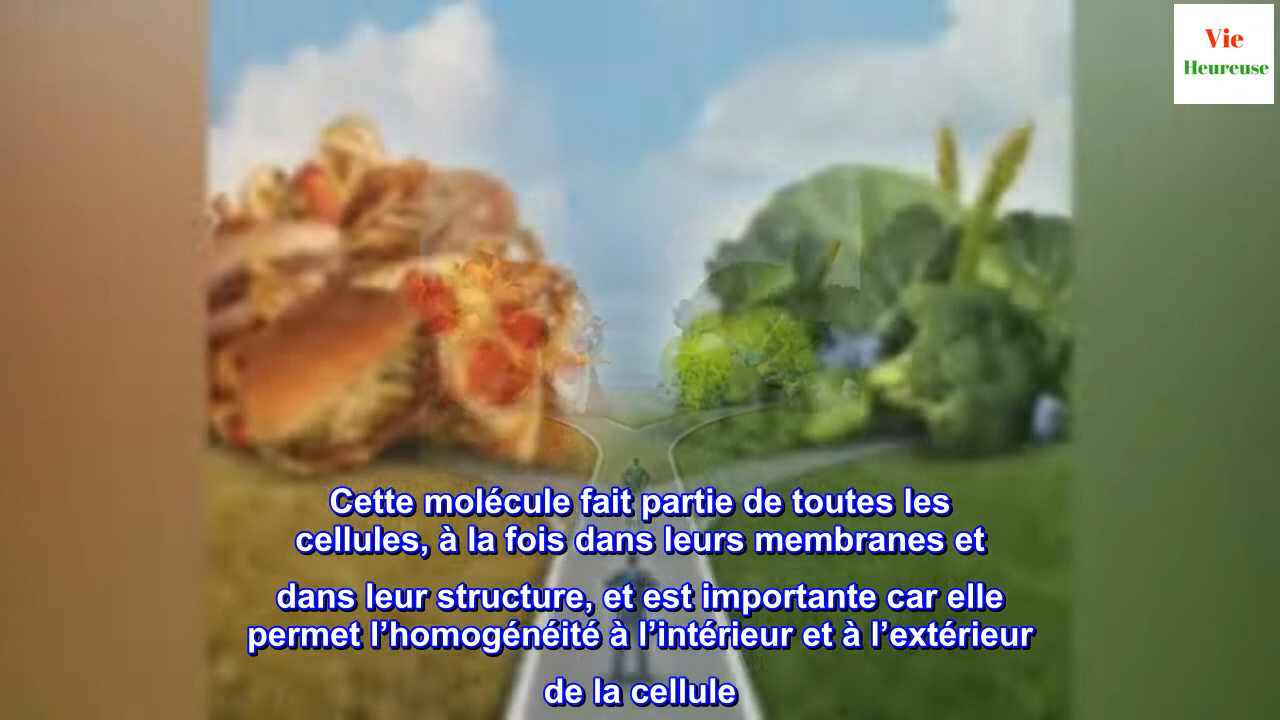 Vie
Heureuse
Cette molécule fait partie de toutes les
cellules, à la fois dans leurs membranes et
dans leur structure, et est importante car elle
permet l’homogénéité à l’intérieur et à l’extérieur
de la cellule